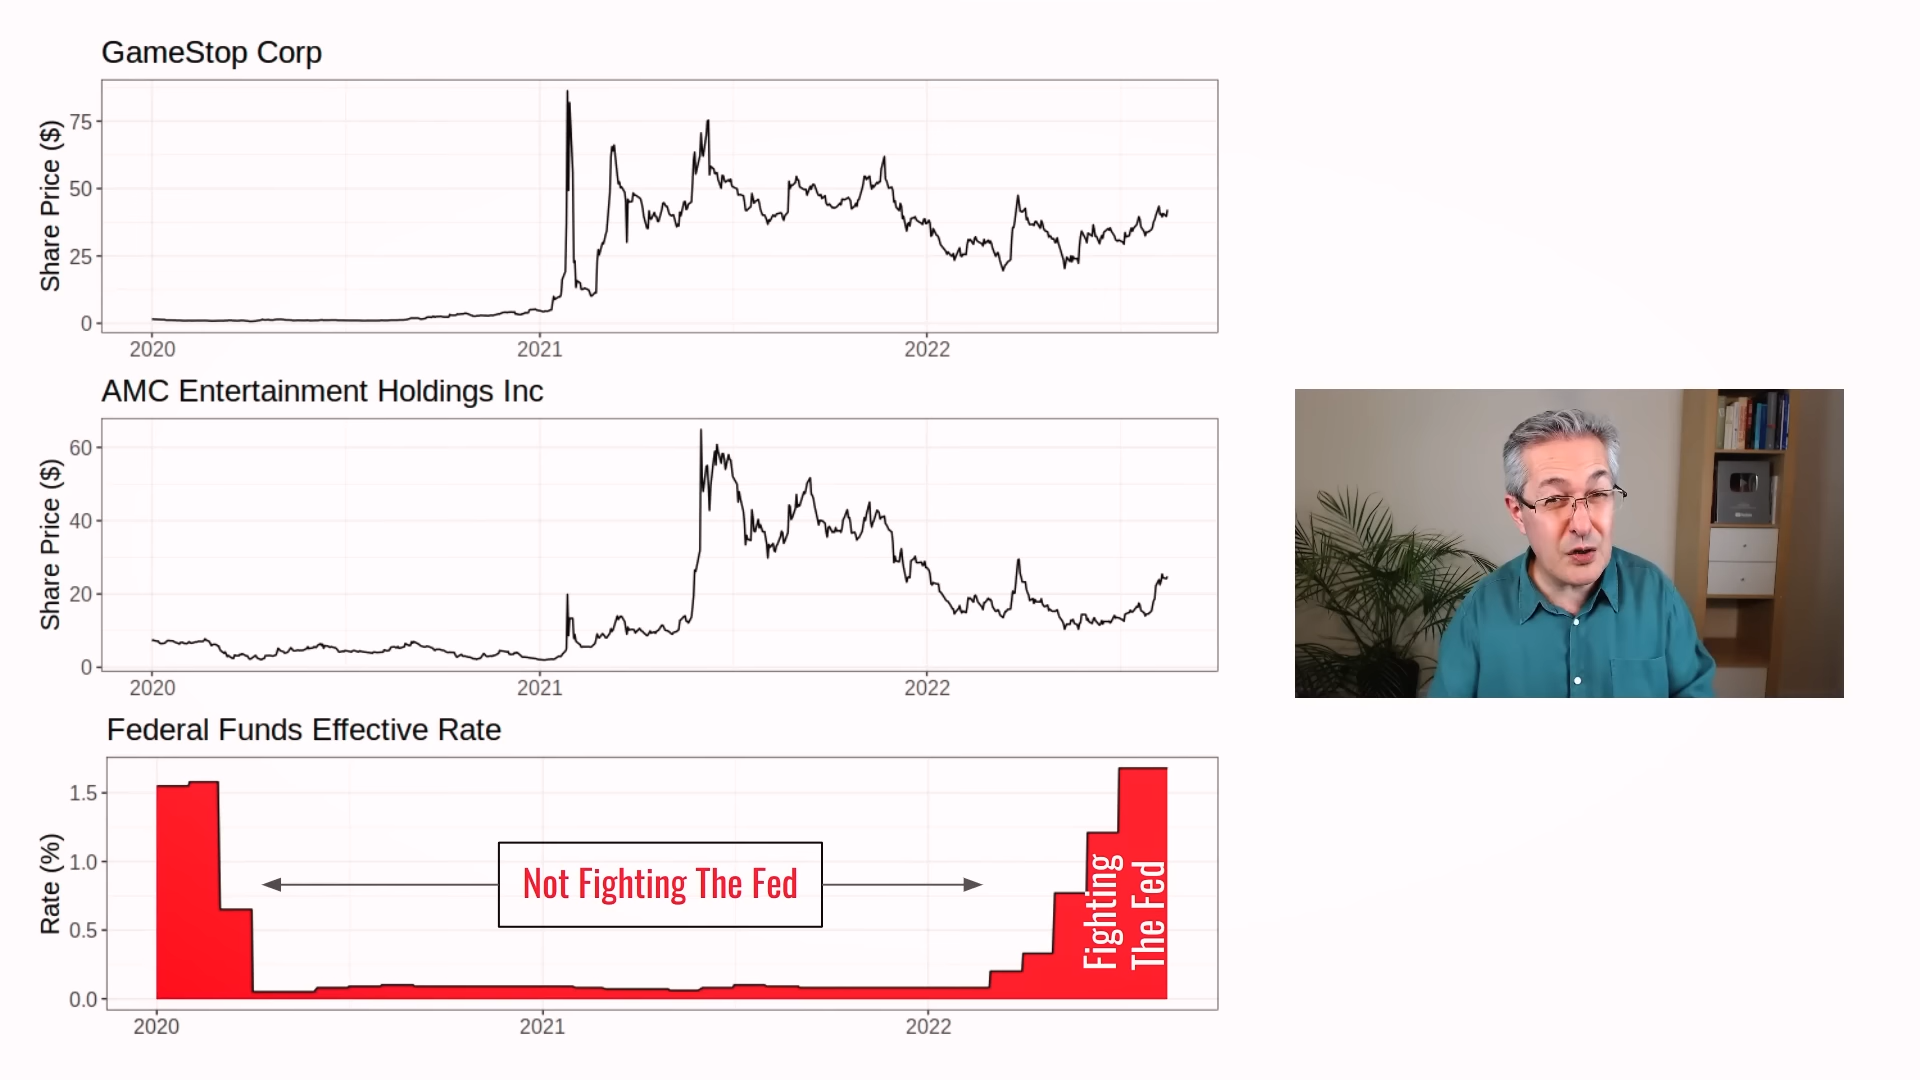 GameStop Corp
Share Price ($)
75
50
25
0
2020 2021 2022
AMC Entertainment Holdings Inc
Share Price ($)
60
40
20
0
2020 2021 2022
Federal Funds Effective Rate
Rate (%)
1.5
1.0
0.5
0.0
Not Fighting The Fed
Fighting
The Fed
2020 2021 2022